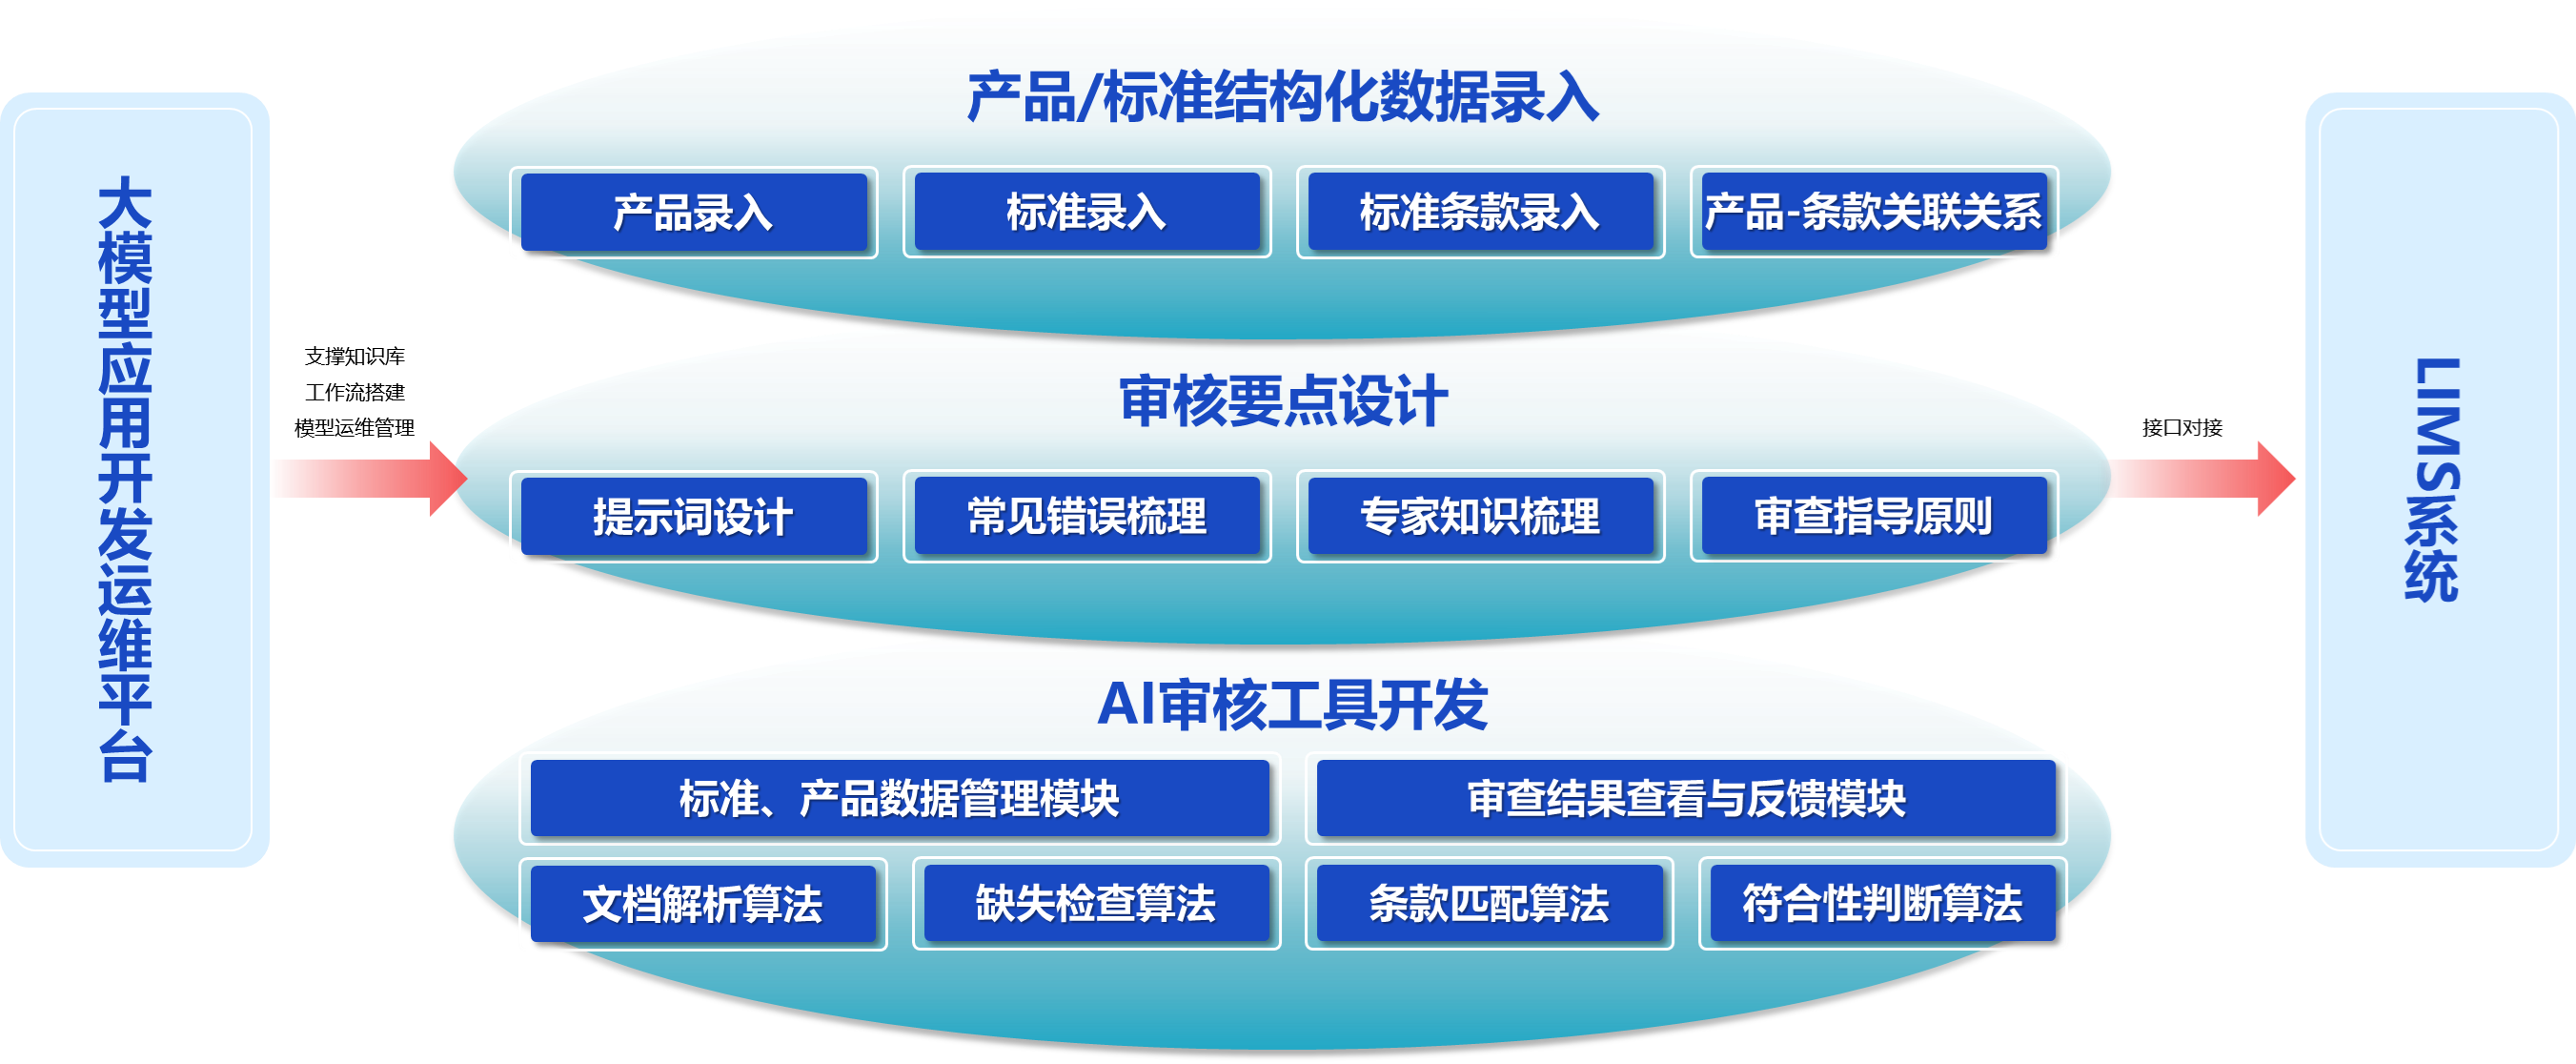 大模型应用开发运维平台
支撑知识库
工作流搭建
模型运维管理
产品/标准结构化数据录入
产品录入
标准录入
标准条款录入
产品-条款关联关系
审核要点设计
提示词设计
常见错误梳理
专家知识梳理
审查指导原则
AI审核工具开发
标准、产品数据管理模块
审查结果查看与反馈模块
文档解析算法
缺失检查算法
条款匹配算法
符合性判断算法
接口对接
LIMS系统